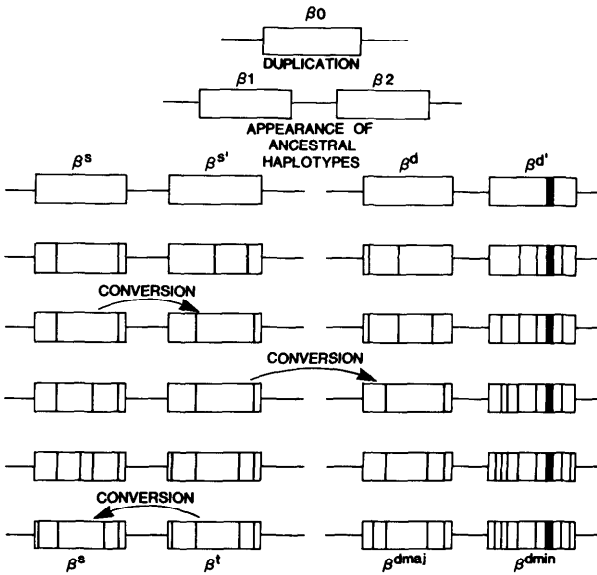 β0
DUPLICATION
β1 β2
APPEARANCE OF
ANCESTRAL
HAPLOTYPES
βˢ βˢ' βᵈ βᵈ'
CONVERSION
CONVERSION
CONVERSION
βˢ βᵗ βᵈᵐᵃʲ βᵈᵐⁱⁿ